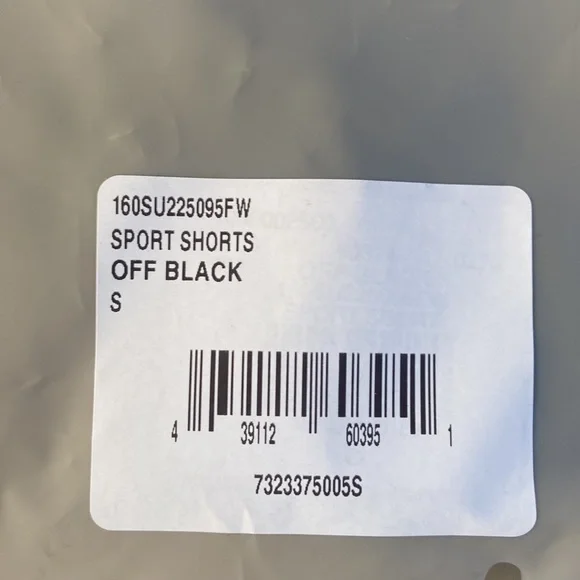 160SU225095FW
SPORT SHORTS
OFF BLACK
S
4 39112 60395 1
7323375005S